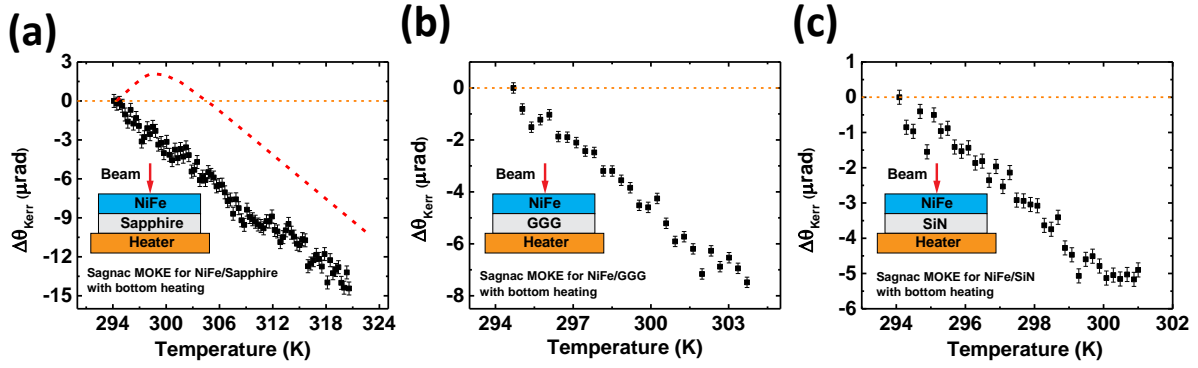 (a)
3
0
-3
-6
-9
-12
-15
Δθ_Kerr (μrad)
Beam
NiFe
Sapphire
Heater
Sagnac MOKE for NiFe/Sapphire
with bottom heating
294 300 306 312 318 324
Temperature (K)
(b)
0
-2
-4
-6
-8
Δθ_Kerr (μrad)
Beam
NiFe
GGG
Heater
Sagnac MOKE for NiFe/GGG
with bottom heating
294 297 300 303
Temperature (K)
(c)
1
0
-1
-2
-3
-4
-5
-6
Δθ_Kerr (μrad)
Beam
NiFe
SiN
Heater
Sagnac MOKE for NiFe/SiN
with bottom heating
294 296 298 300 302
Temperature (K)